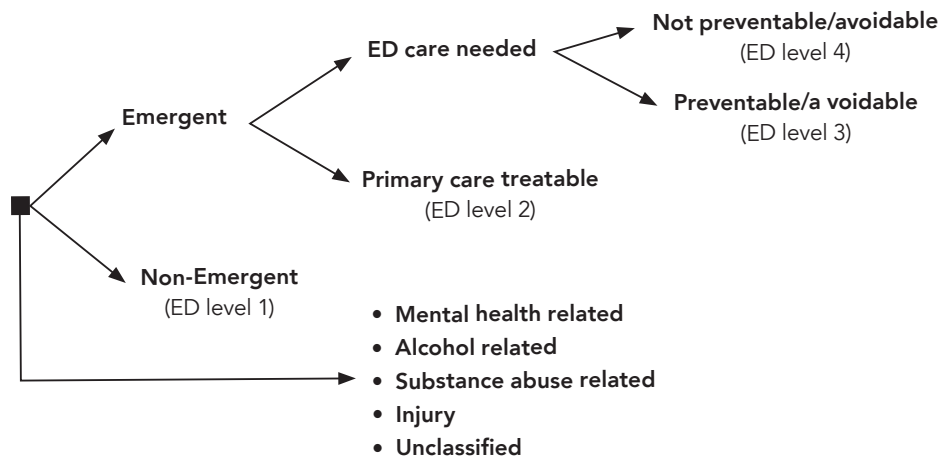 Not preventable/avoidable
(ED level 4)
ED care needed
Preventable/a voidable
(ED level 3)
Emergent
Primary care treatable
(ED level 2)
Non-Emergent
(ED level 1)
• Mental health related
• Alcohol related
• Substance abuse related
• Injury
• Unclassified